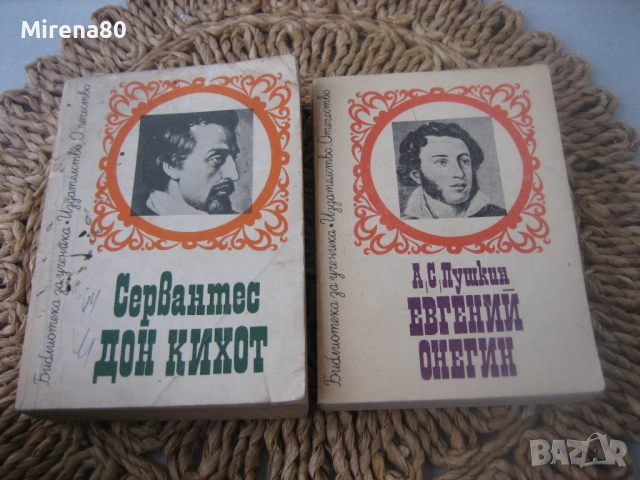 Mirena80
Библиотека за ученика • Издателство Отечество
Сервантес
ДОН КИХОТ
Библиотека за ученика • Издателство Отечество
А. С. Пушкин
ЕВГЕНИЙ
ОНЕГИН
BAZAR